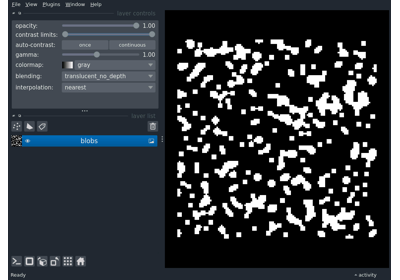 File View Plugins Window Help
layer controls
opacity: 1.00
contrast limits:
auto-contrast: once continuous
gamma: 1.00
colormap: gray
blending: translucent_no_depth
interpolation: nearest
layer list
blobs
Ready
activity